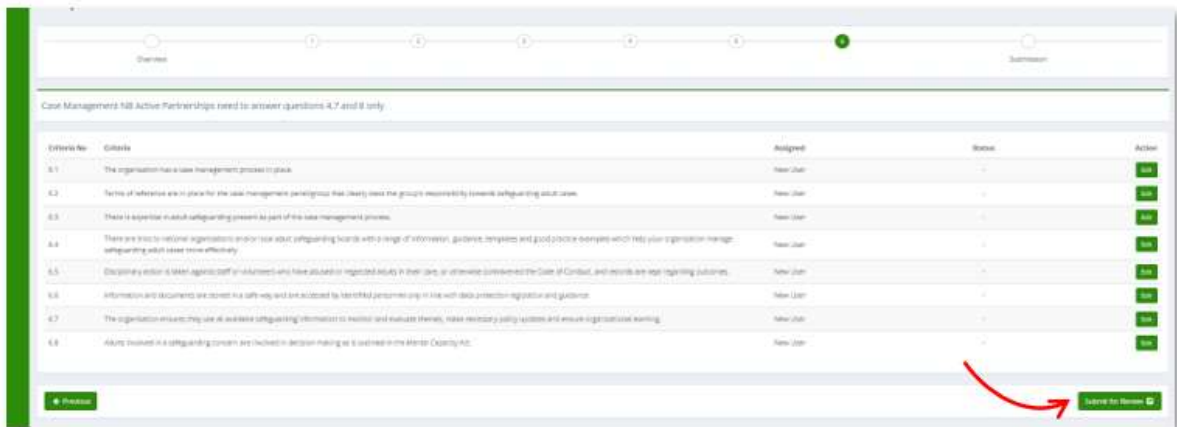 Overview 1 2 3 4 5 6 Submission
Case Management NB Active Partnerships need to answer questions 4,7 and 8 only
Criteria No Criteria Assigned Status Action
6.1 The organisation has a case management process in place. New User - Edit
6.2 Terms of reference are in place for the case management panel/group that clearly state the group's responsibility towards safeguarding adult cases. New User - Edit
6.3 There is expertise in adult safeguarding present as part of the case management process. New User - Edit
6.4 There are links to national organisations and/or local adult safeguarding boards with a range of information, guidance, templates and good practice examples which help your organisation manage New User - Edit
safeguarding adult cases more effectively.
6.5 Disciplinary action is taken against staff or volunteers who have abused or neglected adults in their care, or otherwise contravened the Code of Conduct, and records are kept regarding outcomes. New User - Edit
6.6 Information and documents are stored in a safe way and are accessed by identified personnel only in line with data protection legislation and guidance. New User - Edit
6.7 The organisation ensures they use all available safeguarding information to monitor and evaluate themes, make necessary policy updates and ensure organisational learning. New User - Edit
6.8 Adults involved in a safeguarding concern are involved in decision making as is outlined in the Mental Capacity Act. New User - Edit
Previous Submit for Review